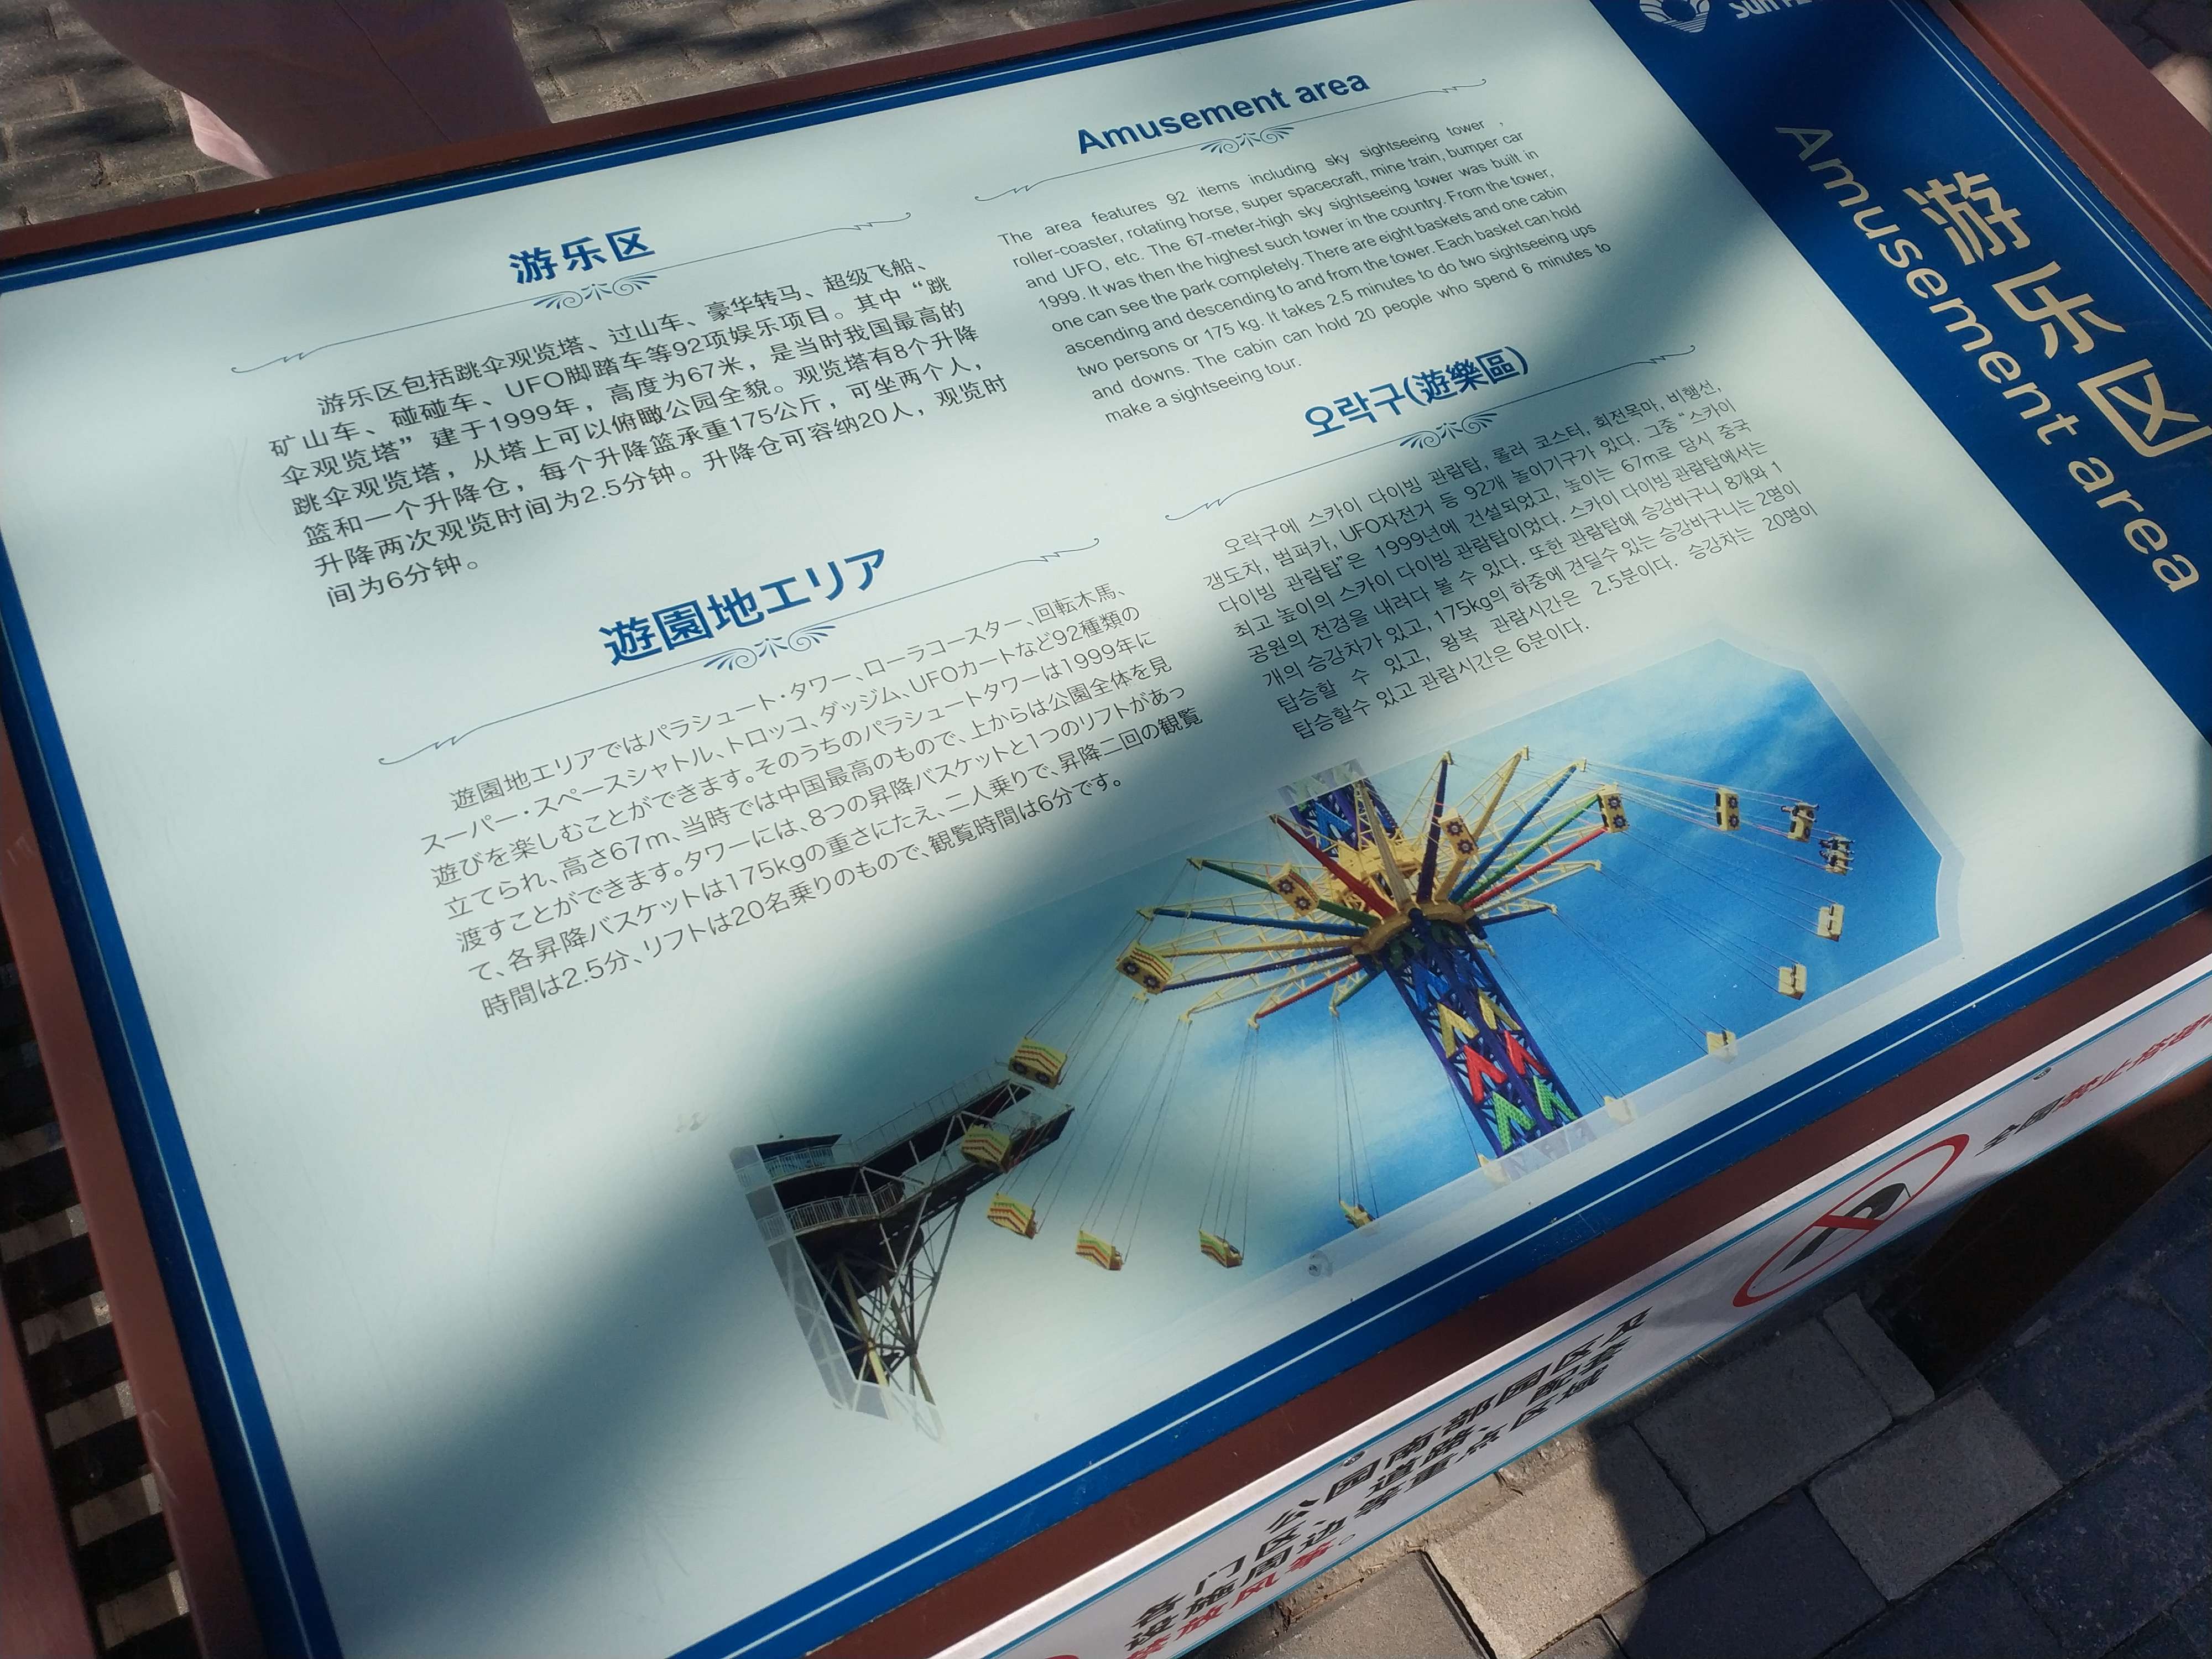 游乐区
Amusement area
游乐区
游乐区包括跳伞观览塔、过山车、豪华转马、超级飞船、
矿山车、碰碰车、UFO脚踏车等92项娱乐项目。其中“跳
伞观览塔”建于1999年，高度为67米，是当时我国最高的
跳伞观览塔，从塔上可以俯瞰公园全貌。观览塔有8个升降
篮和一个升降仓，每个升降篮承重175公斤，可坐两个人，
升降两次观览时间为2.5分钟。升降仓可容纳20人，观览时
间为6分钟。
Amusement area
The area features 92 items including sky sightseeing tower ,
roller-coaster, rotating horse, super spacecraft, mine train, bumper car
and UFO, etc. The 67-meter-high sky sightseeing tower was built in
1999. It was then the highest such tower in the country. From the tower,
one can see the park completely. There are eight baskets and one cabin
ascending and descending to and from the tower. Each basket can hold
two persons or 175 kg. It takes 2.5 minutes to do two sightseeing ups
and downs. The cabin can hold 20 people who spend 6 minutes to
make a sightseeing tour.
遊園地エリア
遊園地エリアではパラシュート・タワー、ローラコースター、回転木馬、
スーパー・スペースシャトル、トロッコ、ダッジム、UFOカートなど92種類の
遊びを楽しむことができます。そのうちのパラシュートタワーは1999年に
立てられ、高さ67m、当時では中国最高のもので、上からは公園全体を見
渡すことができます。タワーには、8つの昇降バスケットと1つのリフトがあっ
て、各昇降バスケットは175kgの重さにたえ、二人乗りで、昇降二回の観覧
時間は2.5分、リフトは20名乗りのもので、観覧時間は6分です。
오락구(遊樂區)
오락구에 스카이 다이빙 관람탑, 롤러 코스터, 회전목마, 비행선,
갱도차, 범퍼카, UFO자전거 등 92개 놀이기구가 있다. 그중 “스카이
다이빙 관람탑”은 1999년에 건설되었고, 높이는 67m로 당시 중국
최고 높이의 스카이 다이빙 관람탑이었다. 스카이 다이빙 관람탑에서는
공원의 전경을 내려다 볼 수 있다. 또한 관람탑에 승강바구니 8개와 1
개의 승강차가 있고, 175kg의 하중에 견딜수 있는 승강바구니는 2명이
탑승할 수 있고, 왕복 관람시간은 2.5분이다. 승강차는 20명이
탑승할수 있고 관람시간은 6분이다.
公园南部园区及
各门区、道路、配套
设施周边等重点区域
禁放风筝。
全园禁止